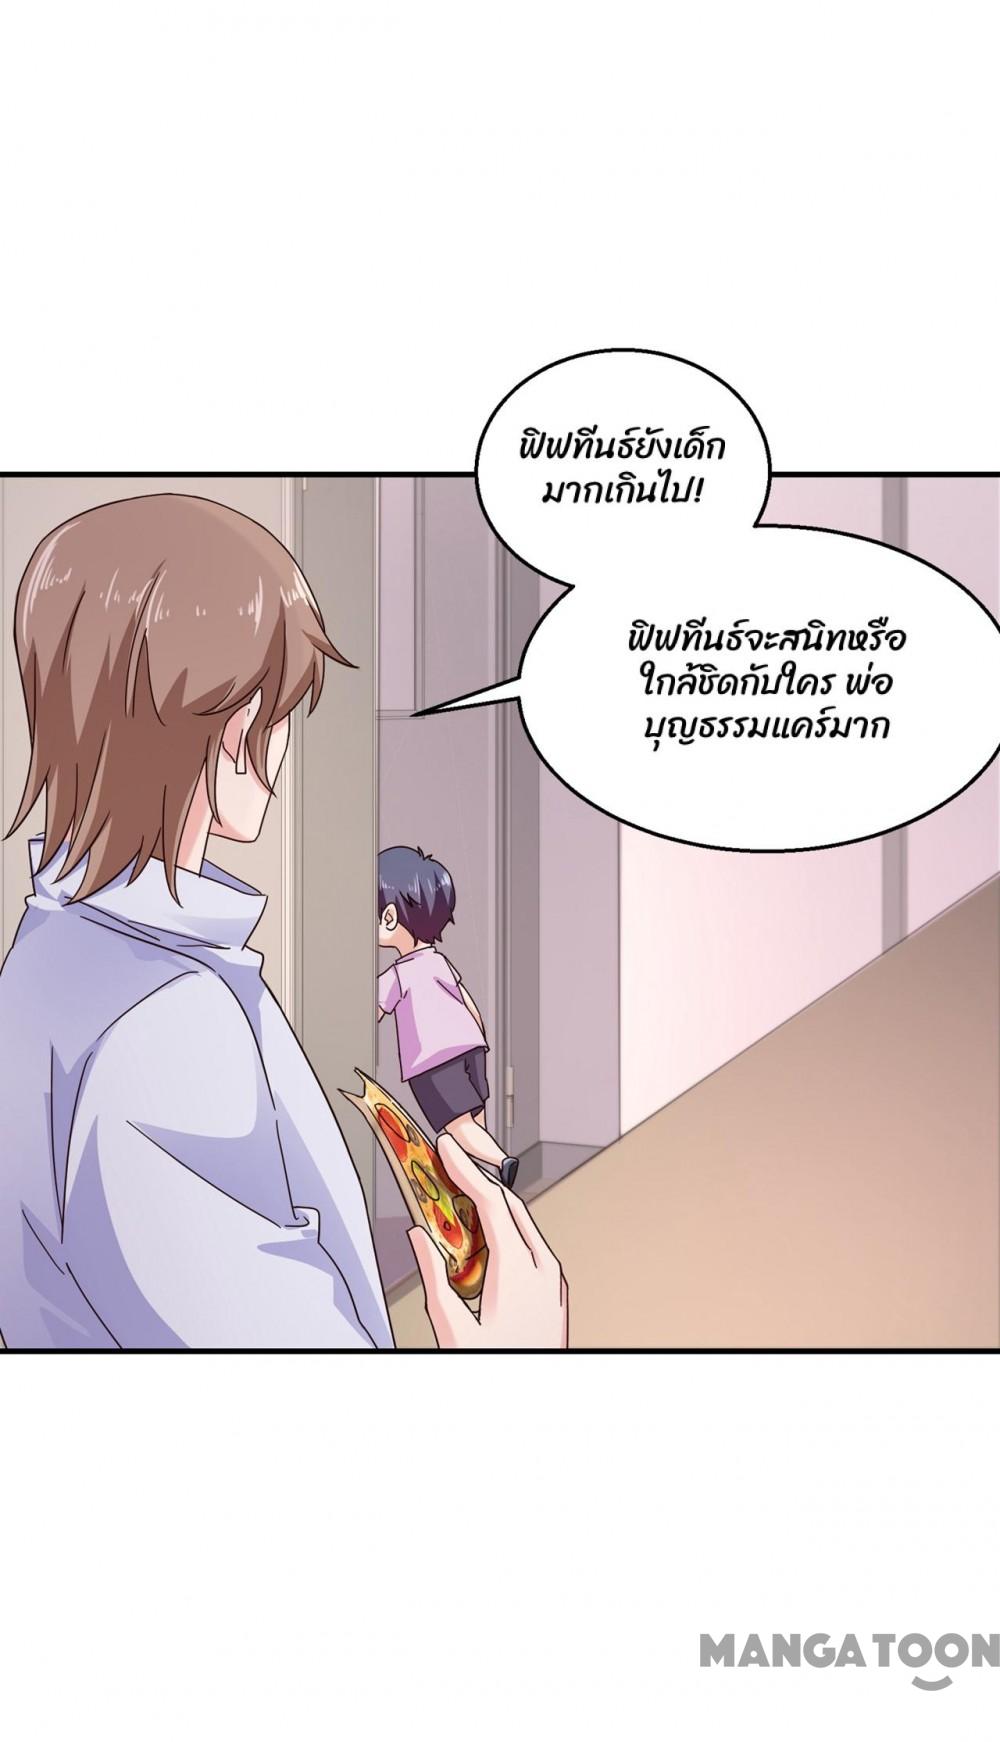 ฟิฟทีนธ์ยังเด็ก
มากเกินไป!
ฟิฟทีนธ์จะสนิทหรือ
ใกล้ชิดกับใคร พ่อ
บุญธรรมแคร์มาก
MANGATOON